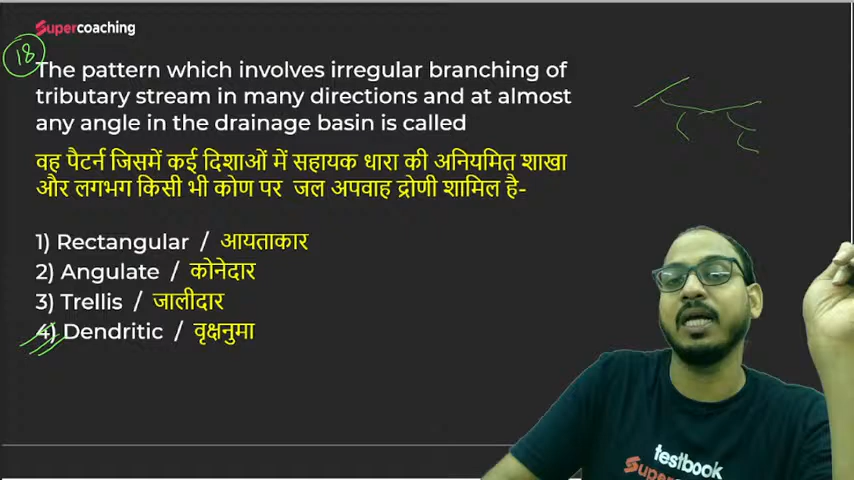 Supercoaching
18
The pattern which involves irregular branching of
tributary stream in many directions and at almost
any angle in the drainage basin is called
वह पैटर्न जिसमें कई दिशाओं में सहायक धारा की अनियमित शाखा
और लगभग किसी भी कोण पर जल अपवाह द्रोणी शामिल है-
1) Rectangular / आयताकार
2) Angulate / कोनेदार
3) Trellis / जालीदार
4) Dendritic / वृक्षनुमा
testbook